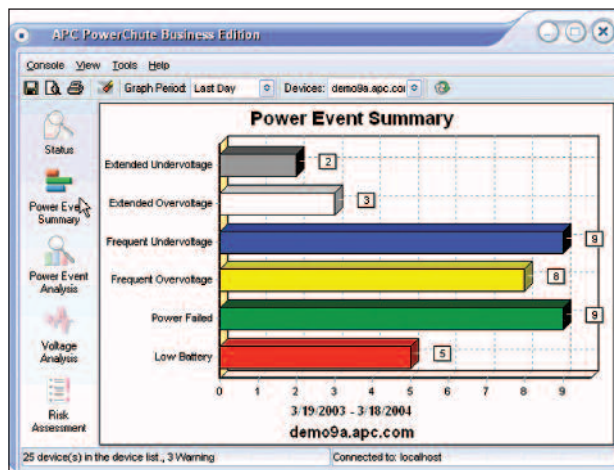 APC PowerChute Business Edition
Console View Tools Help
Graph Period: Last Day Devices: demo9a.apc.co
Status
Power Event Summary
Power Event Analysis
Voltage Analysis
Risk Assessment
Power Event Summary
Extended Undervoltage 2
Extended Overvoltage 3
Frequent Undervoltage 9
Frequent Overvoltage 8
Power Failed 9
Low Battery 5
0 1 2 3 4 5 6 7 8 9
3/19/2003 - 3/18/2004
demo9a.apc.com
25 device(s) in the device list., 3 Warning Connected to: localhost